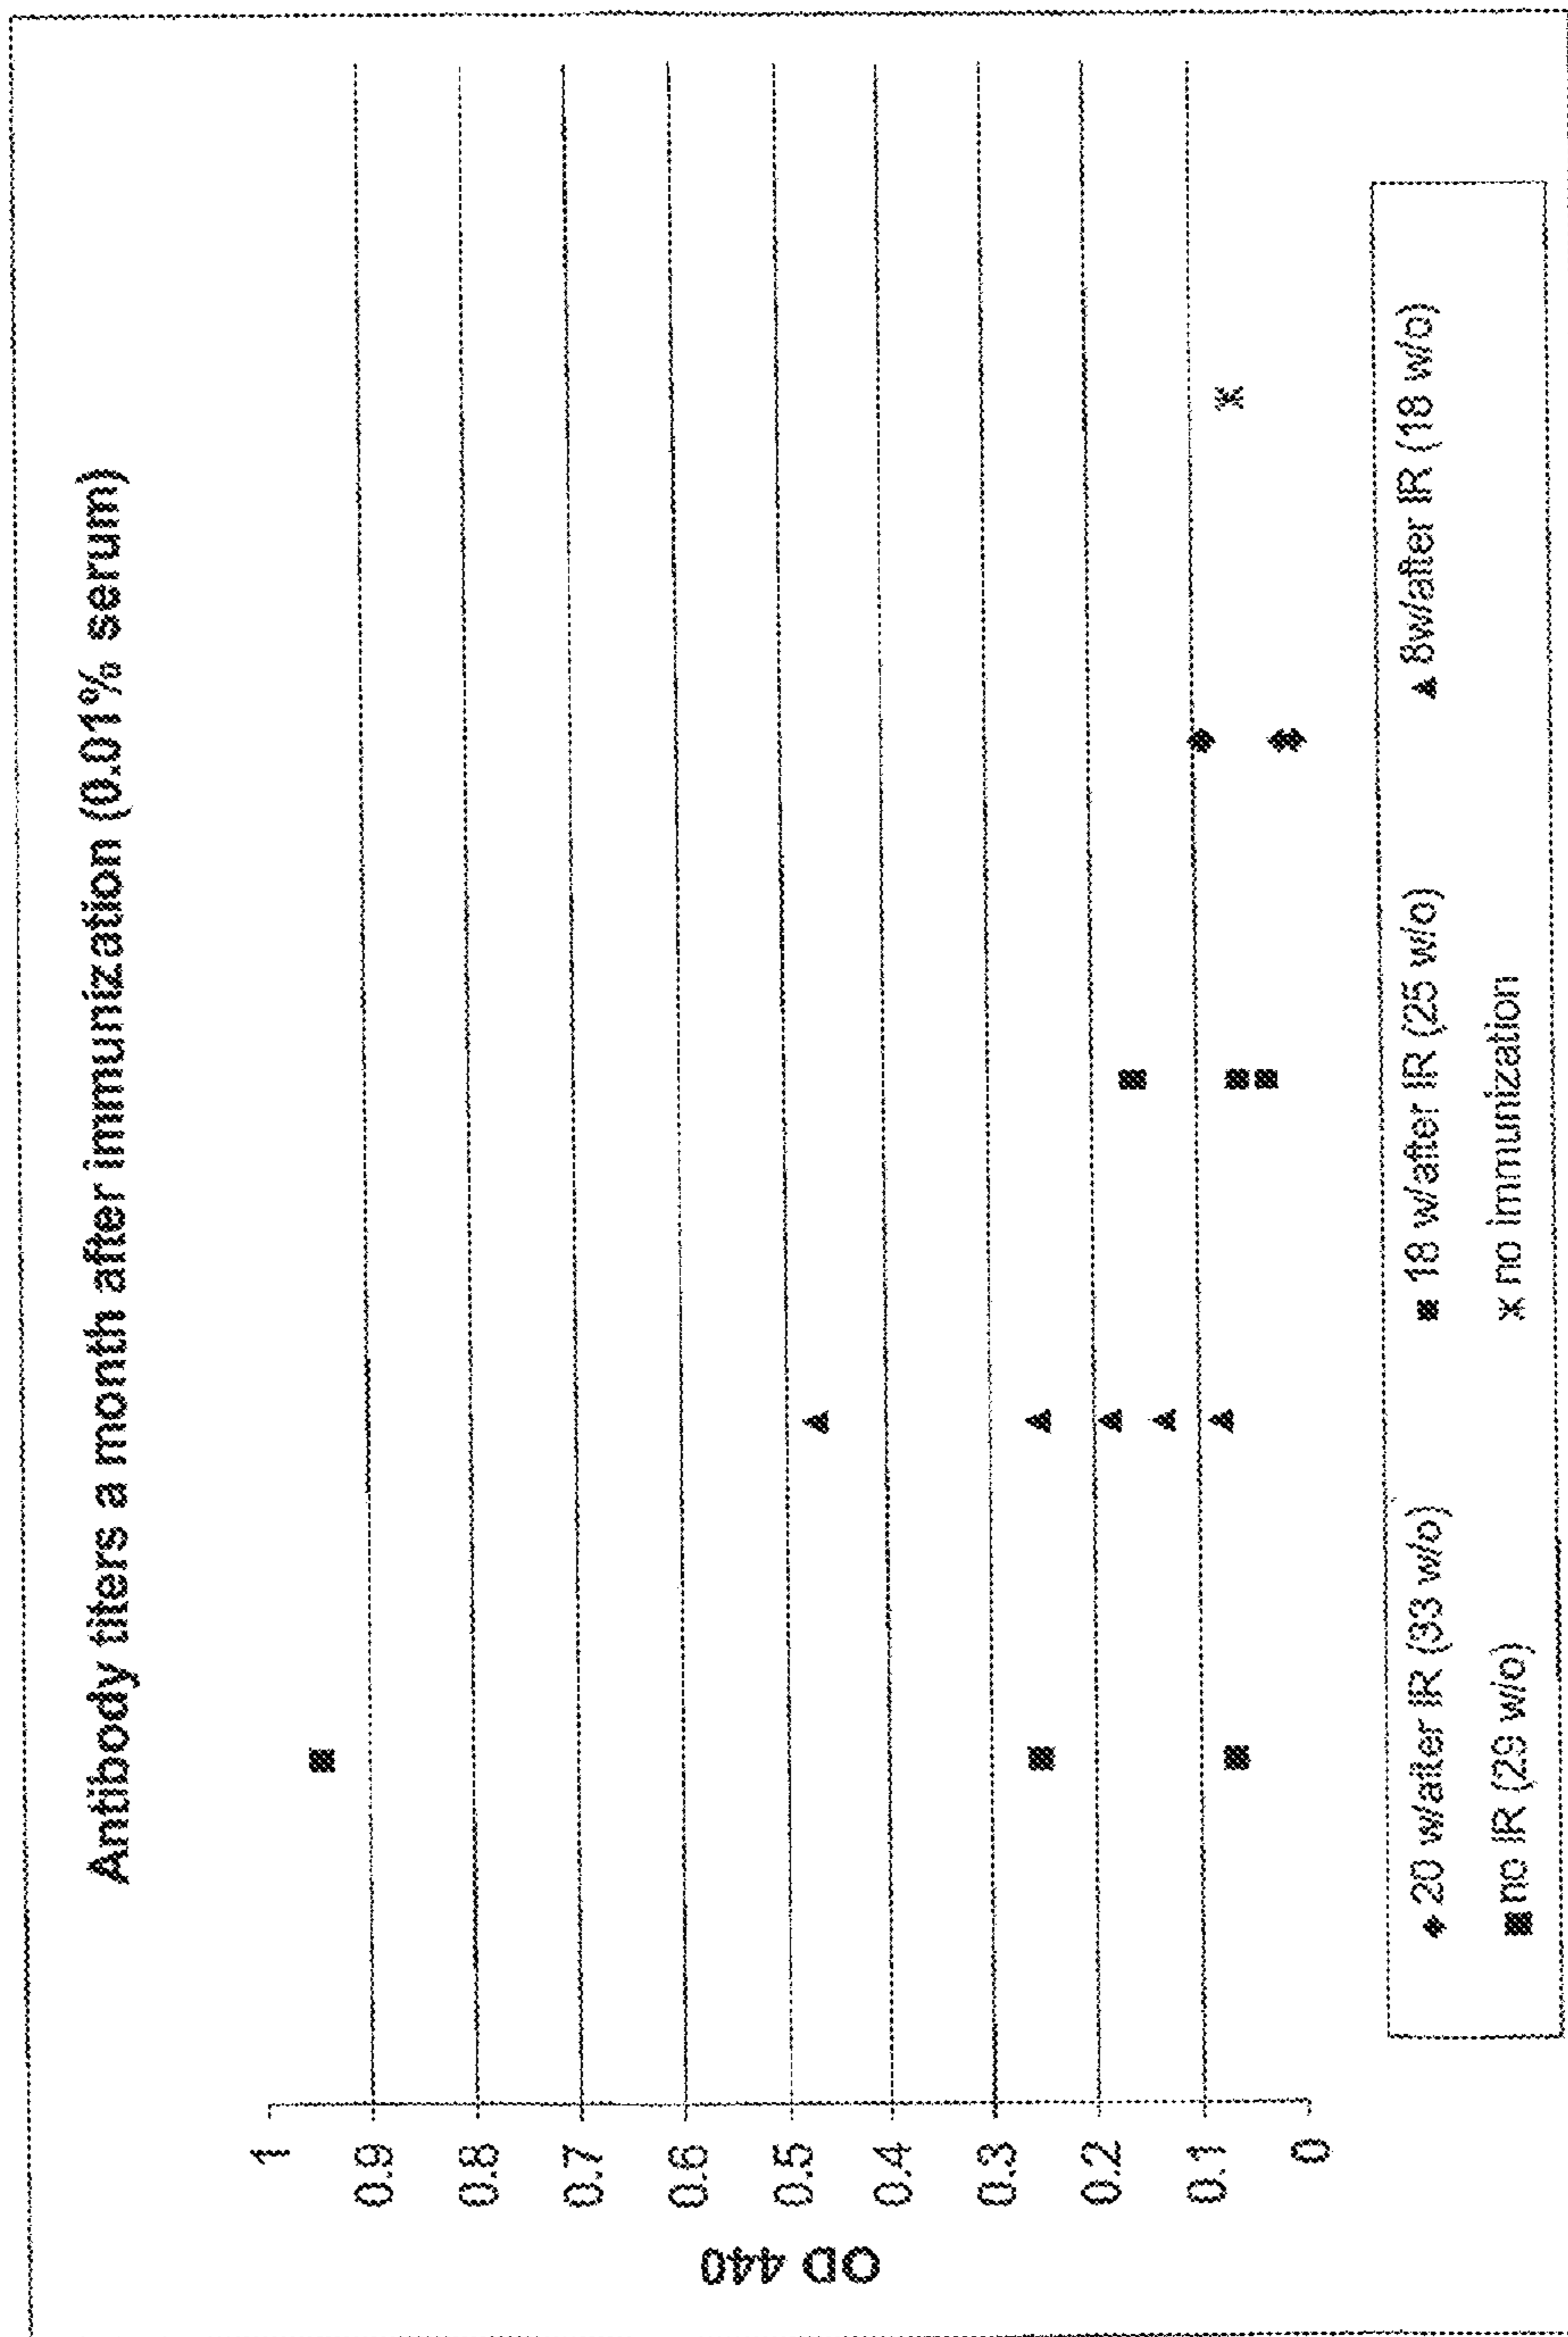 Antibody titers a month after immunization (0.01% serum)
OD 440
1
0.9
0.8
0.7
0.6
0.5
0.4
0.3
0.2
0.1
0
20 w/after IR (33 w/o)
18 w/after IR (25 w/o)
8w/after IR (18 w/o)
no IR (29 w/o)
no immunization